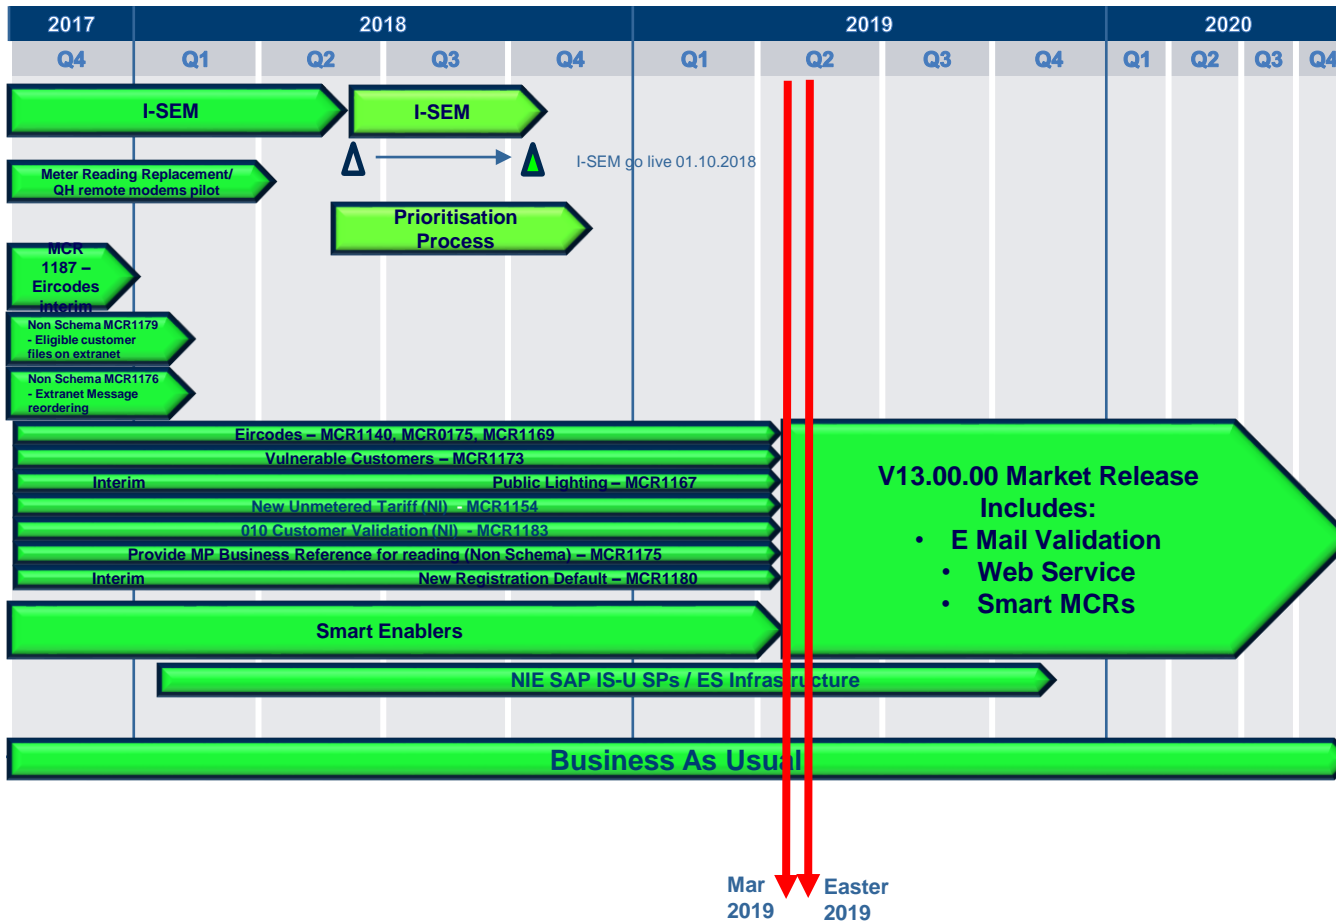 2017
2018
2019
2020
Q4
Q1
Q2
Q3
Q4
Q1
Q2
Q3
Q4
Q1
Q2
Q3
Q4
I-SEM
I-SEM
I-SEM go live 01.10.2018
Meter Reading Replacement/
QH remote modems pilot
Prioritisation
Process
MCR
1187 –
Eircodes
interim
Non Schema MCR1179
- Eligible customer
files on extranet
Non Schema MCR1176
- Extranet Message
reordering
Eircodes – MCR1140, MCR0175, MCR1169
Vulnerable Customers – MCR1173
Interim Public Lighting – MCR1167
New Unmetered Tariff (NI) - MCR1154
010 Customer Validation (NI) - MCR1183
Provide MP Business Reference for reading (Non Schema) – MCR1175
Interim New Registration Default – MCR1180
V13.00.00 Market Release
Includes:
• E Mail Validation
• Web Service
• Smart MCRs
Smart Enablers
NIE SAP IS-U SPs / ES Infrastructure
Business As Usual
Mar
2019
Easter
2019